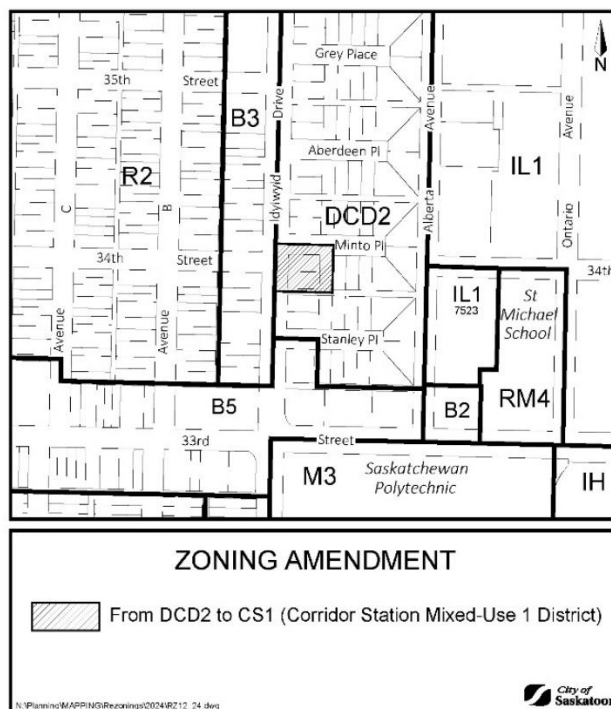 Grey Place
N
35th Street
B3
Drive
Avenue
Avenue
Aberdeen Pl
IL1
R2
Idylwyld
DCD2
Alberta
Ontario
C
B
Minto Pl
34th Street
34th
IL1
7523
St Michael School
Avenue
Avenue
Stanley Pl
B5
B2
RM4
33rd Street
M3
Saskatchewan Polytechnic
IH
ZONING AMENDMENT
From DCD2 to CS1 (Corridor Station Mixed-Use 1 District)
N:\Planning\MAPPING\Rezonings\2024\RZ12_24.dwg
City of
Saskatoon